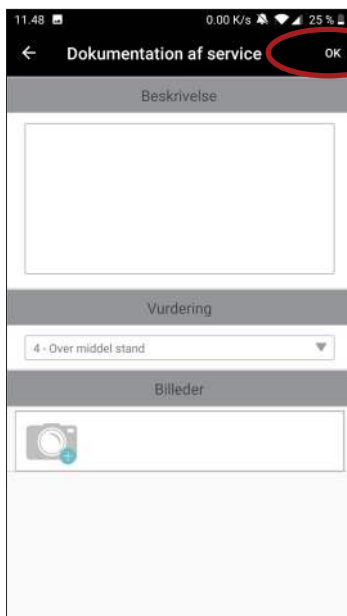 11.48 0.00 K/s 25 %
Dokumentation af service OK
Beskrivelse
Vurdering
4 - Over middel stand
Billeder